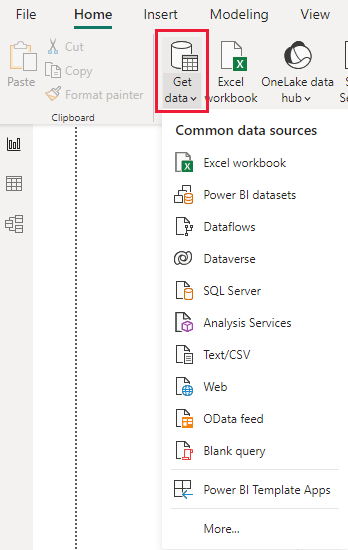 File Home Insert Modeling View
Paste
Cut
Copy
Format painter
Clipboard
Get
data
Excel
workbook
OneLake data
hub
Common data sources
Excel workbook
Power BI datasets
Dataflows
Dataverse
SQL Server
Analysis Services
Text/CSV
Web
OData feed
Blank query
Power BI Template Apps
More...